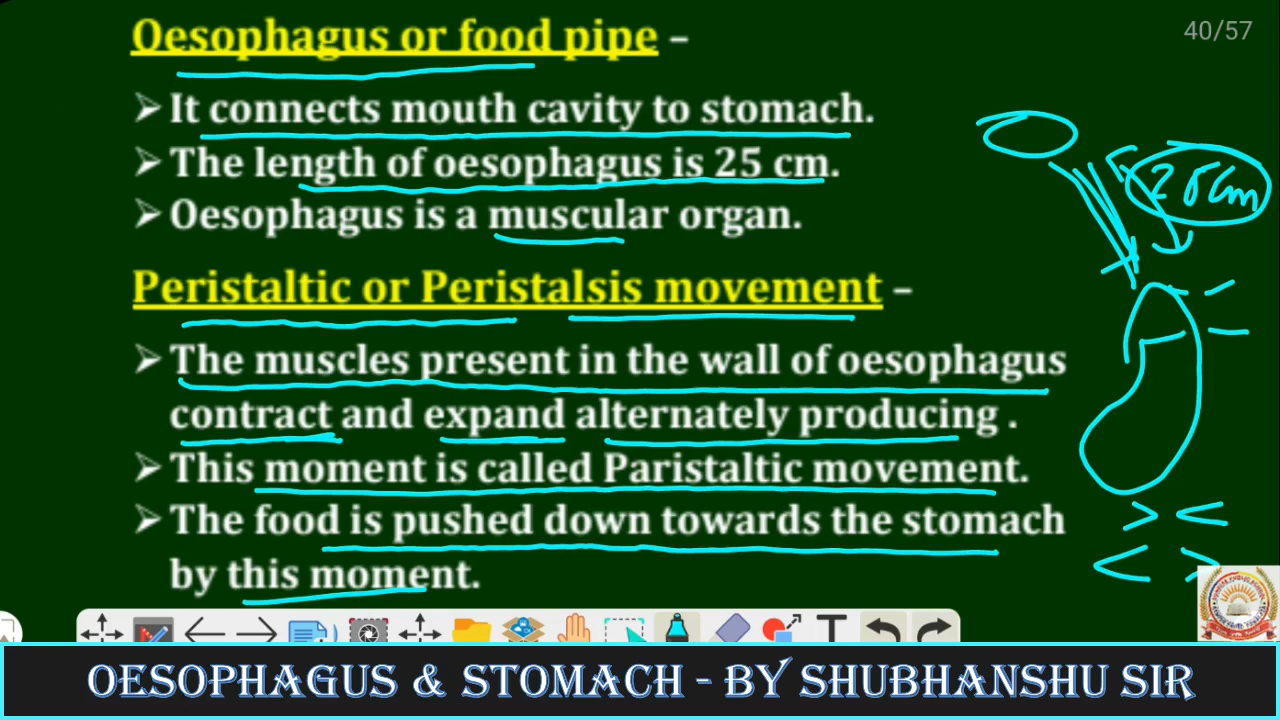 Oesophagus or food pipe –
40/57
➢ It connects mouth cavity to stomach.
➢ The length of oesophagus is 25 cm.
25cm
➢ Oesophagus is a muscular organ.
Peristaltic or Peristalsis movement –
➢ The muscles present in the wall of oesophagus
contract and expand alternately producing .
➢ This moment is called Paristaltic movement.
➢ The food is pushed down towards the stomach
by this moment.
OESOPHAGUS & STOMACH - BY SHUBHANSHU SIR